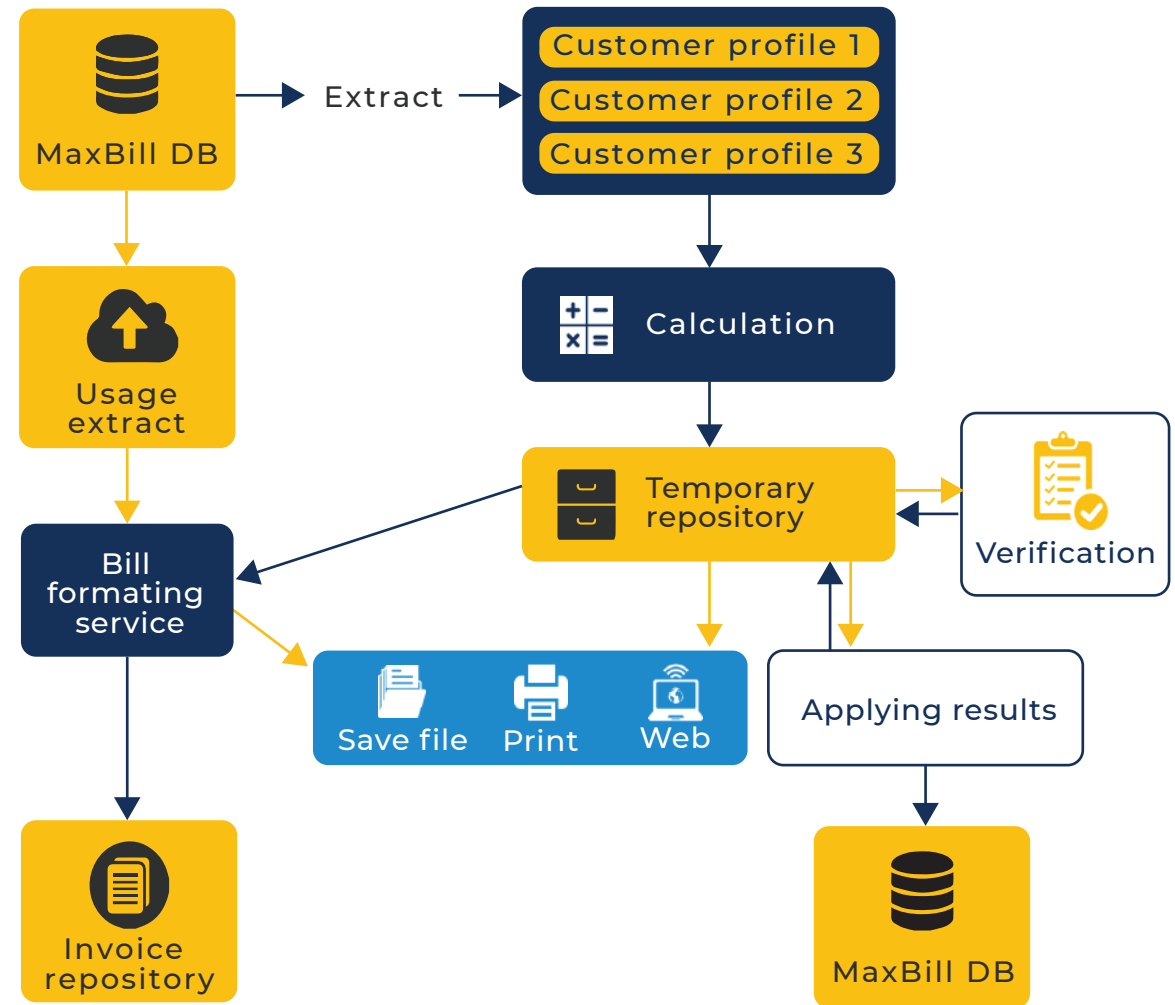 MaxBill DB
Extract
Customer profile 1
Customer profile 2
Customer profile 3
Usage
extract
Calculation
Temporary
repository
Verification
Bill
formating
service
Save file
Print
Web
Applying results
Invoice
repository
MaxBill DB